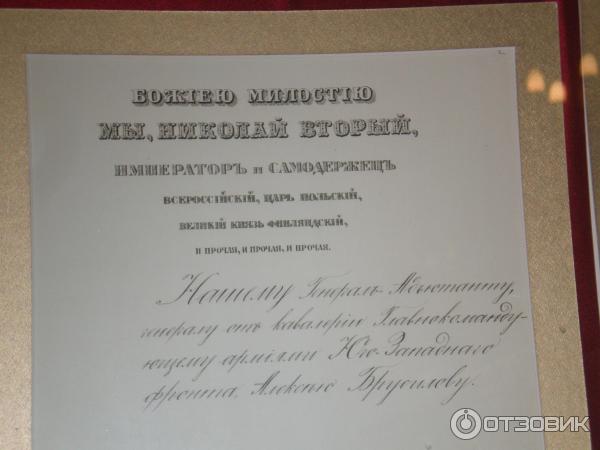 БОЖІЕЮ МИЛОСТІЮ
МЫ, НИКОЛАЙ ВТОРЫЙ,
ИМПЕРАТОРЪ и САМОДЕРЖЕЦЪ
ВСЕРОССІЙСКІЙ, ЦАРЬ ПОЛЬСКІЙ,
ВЕЛИКІЙ КНЯЗЬ ФИНЛЯНДСКІЙ,
И ПРОЧАЯ, И ПРОЧАЯ, И ПРОЧАЯ.
Нашему Генералъ-Адъютанту,
генералу отъ кавалеріи Главнокоманду-
ющему арміями Юго-Западнаго
фронта, Алексѣю Брусилову.
ОТЗОВИК